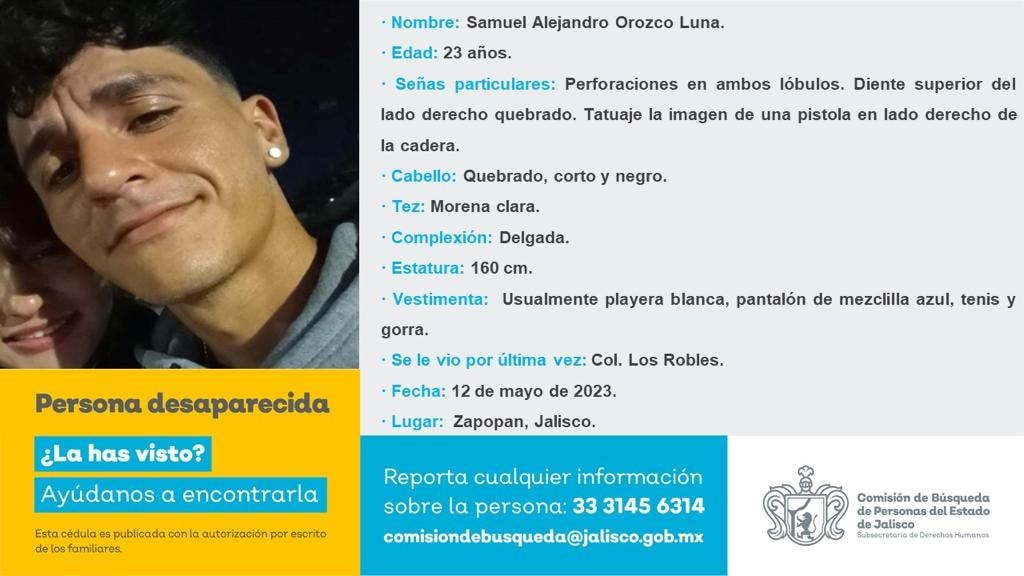 · Nombre: Samuel Alejandro Orozco Luna.
· Edad: 23 años.
· Señas particulares: Perforaciones en ambos lóbulos. Diente superior del
lado derecho quebrado. Tatuaje la imagen de una pistola en lado derecho de
la cadera.
· Cabello: Quebrado, corto y negro.
· Tez: Morena clara.
· Complexión: Delgada.
· Estatura: 160 cm.
· Vestimenta: Usualmente playera blanca, pantalón de mezclilla azul, tenis y
gorra.
· Se le vio por última vez: Col. Los Robles.
· Fecha: 12 de mayo de 2023.
· Lugar: Zapopan, Jalisco.
Persona desaparecida
¿La has visto?
Ayúdanos a encontrarla
Esta cédula es publicada con la autorización por escrito
de los familiares.
Reporta cualquier información
sobre la persona: 33 3145 6314
comisiondebusqueda@jalisco.gob.mx
Comisión de Búsqueda
de Personas del Estado
de Jalisco
Subsecretaría de Derechos Humanos